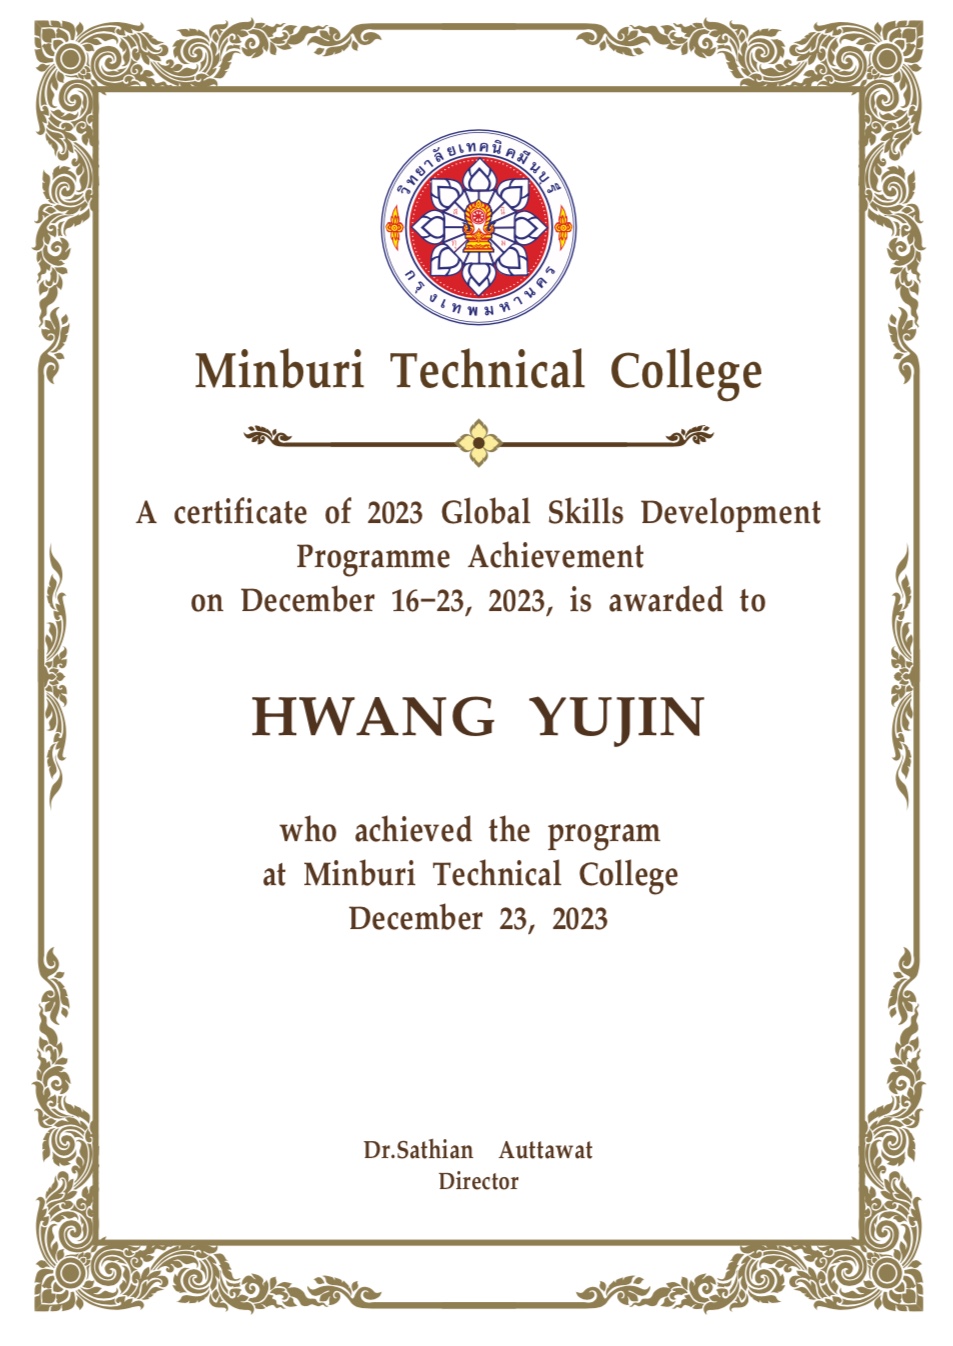 วิทยาลัยเทคนิคมีนบุรี
กรุงเทพมหานคร
Minburi Technical College
A certificate of 2023 Global Skills Development
Programme Achievement
on December 16-23, 2023, is awarded to
HWANG YUJIN
who achieved the program
at Minburi Technical College
December 23, 2023
Dr.Sathian Auttawat
Director